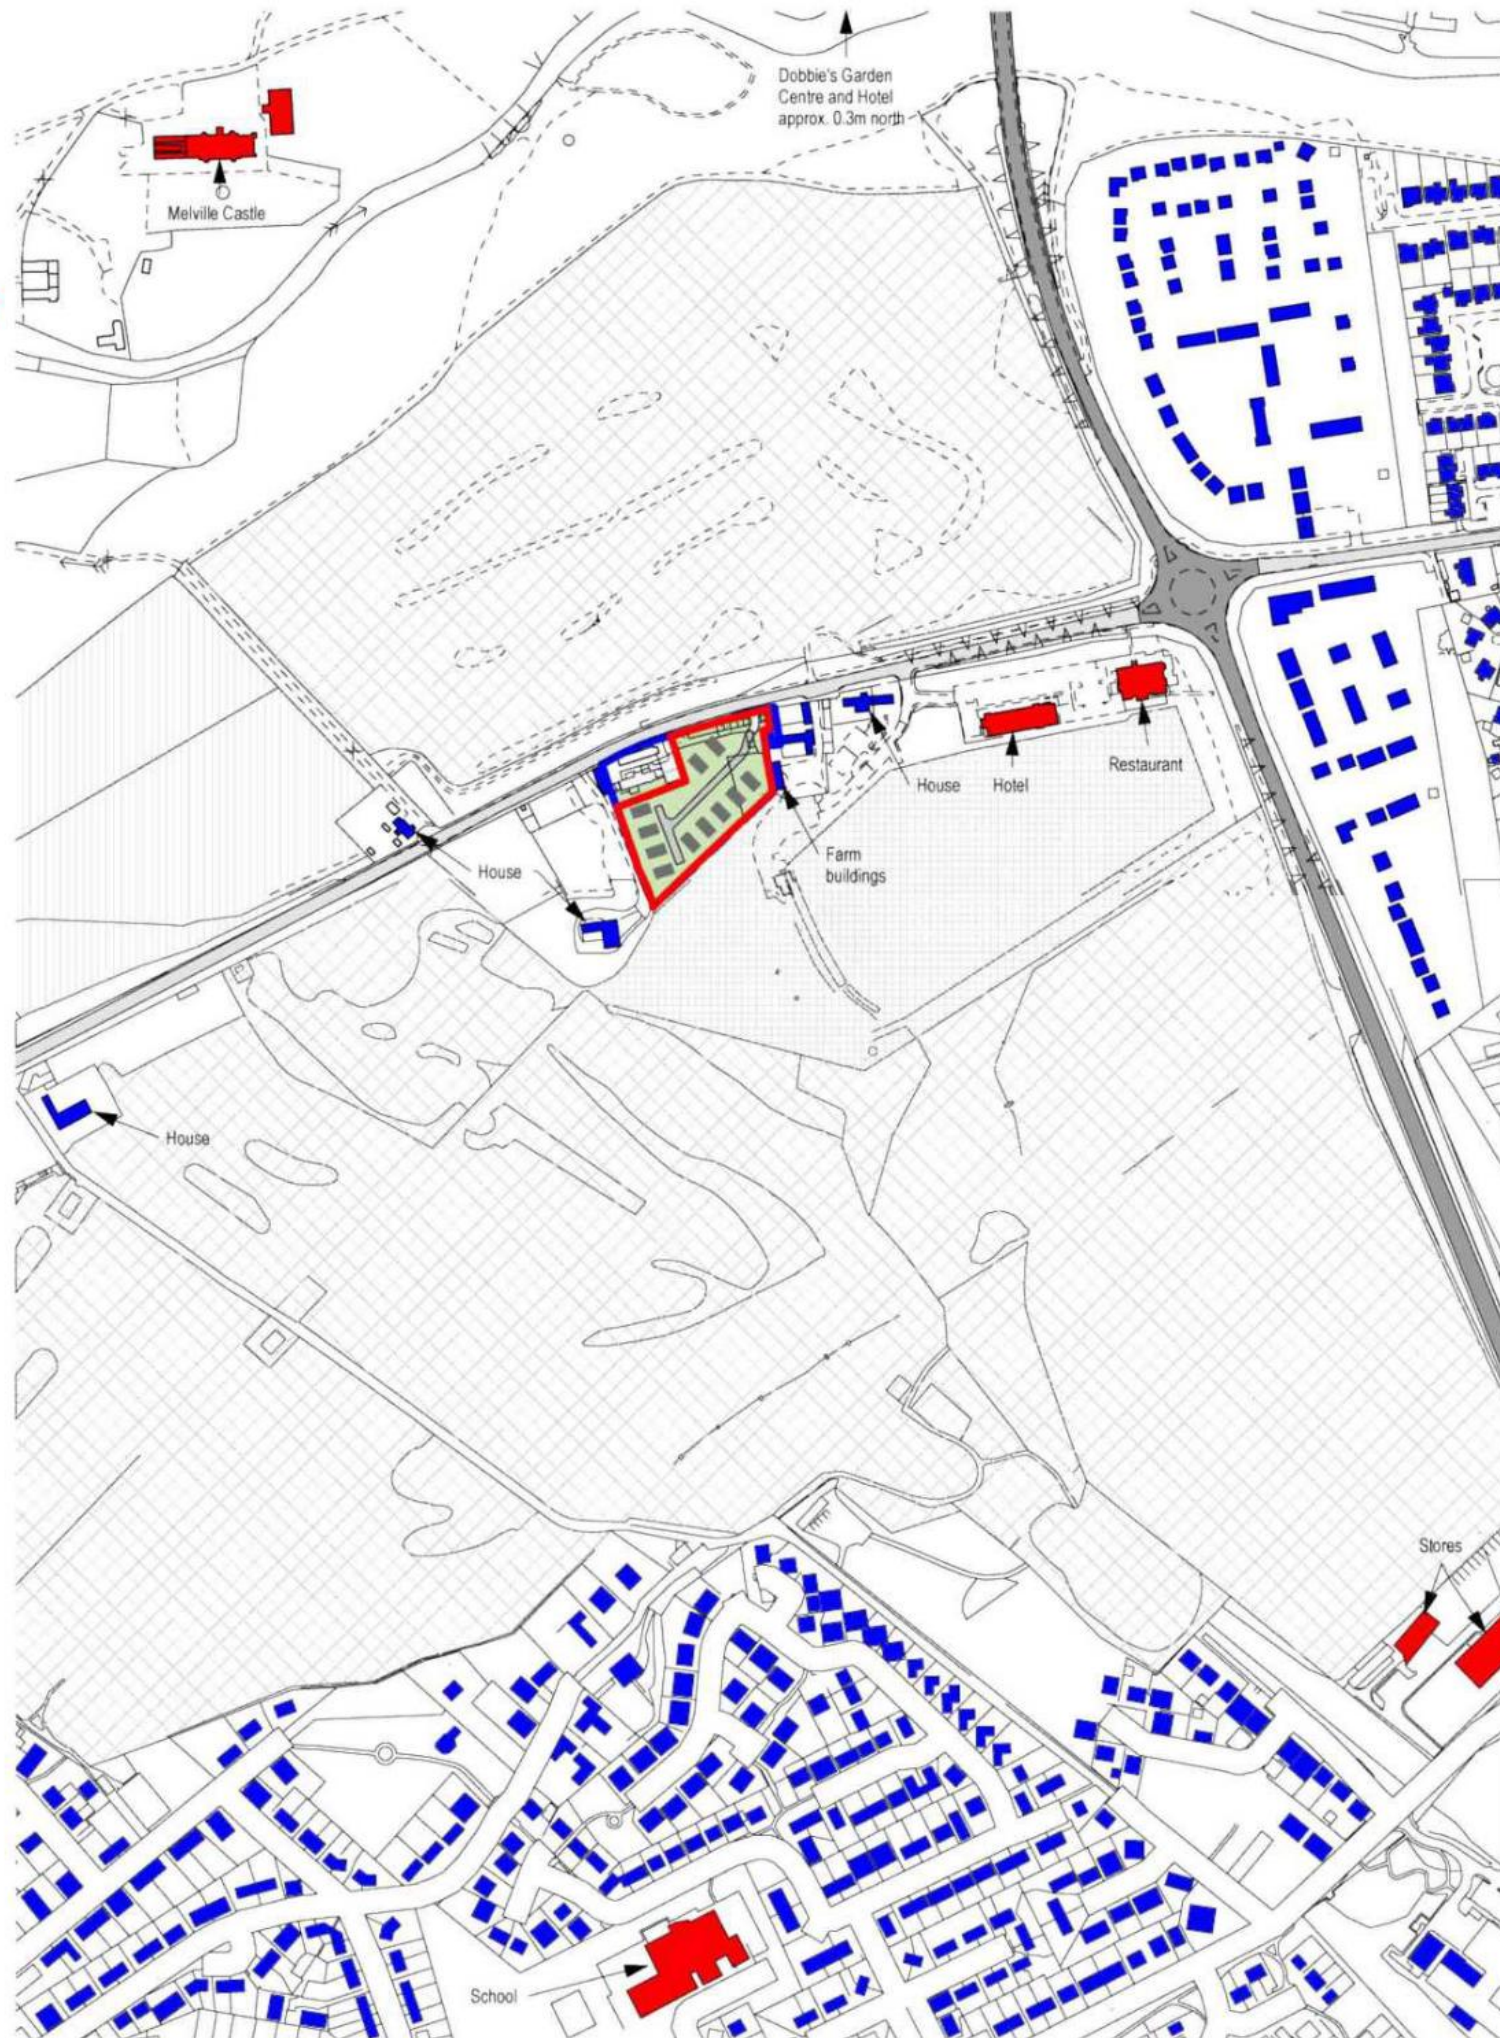 Dobbie's Garden
Centre and Hotel
approx. 0.3m north
Melville Castle
House
Hotel
Restaurant
Farm
buildings
House
House
Stores
School